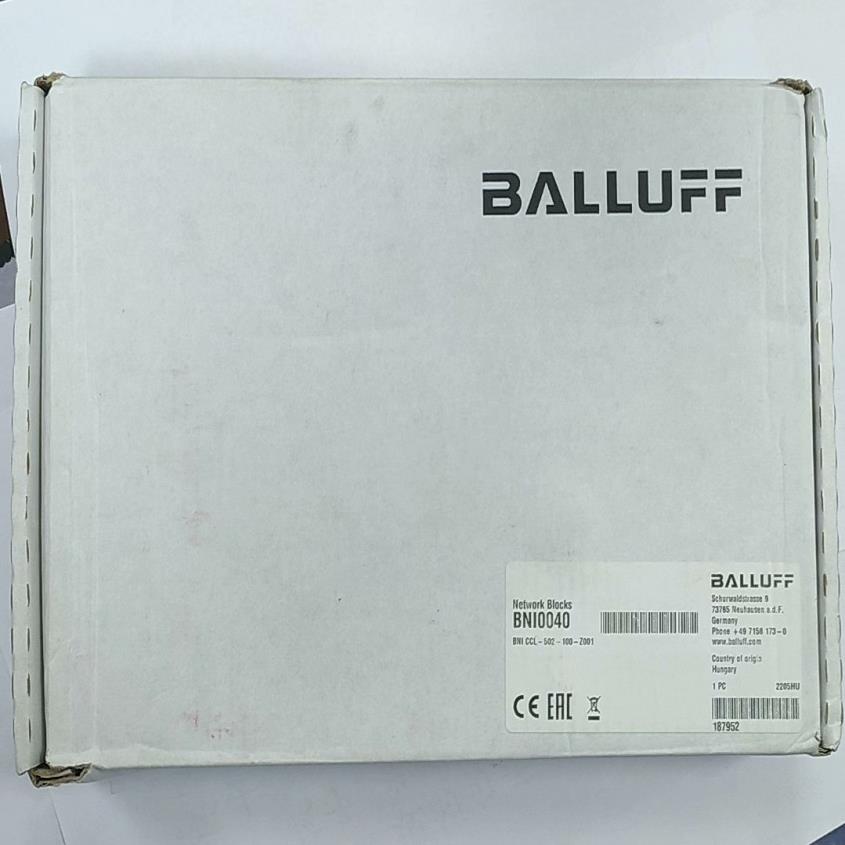 BALLUFF
BALLUFF
Schurwaldstrasse 9
73765 Neuhausen a.d.F.
Germany
Phone +49 7158 173-0
www.balluff.com
Network Blocks
BNI0040
BNI CCL-502-100-Z001
Country of origin
Hungary
1 PC 2205HU
CE EAC
187952